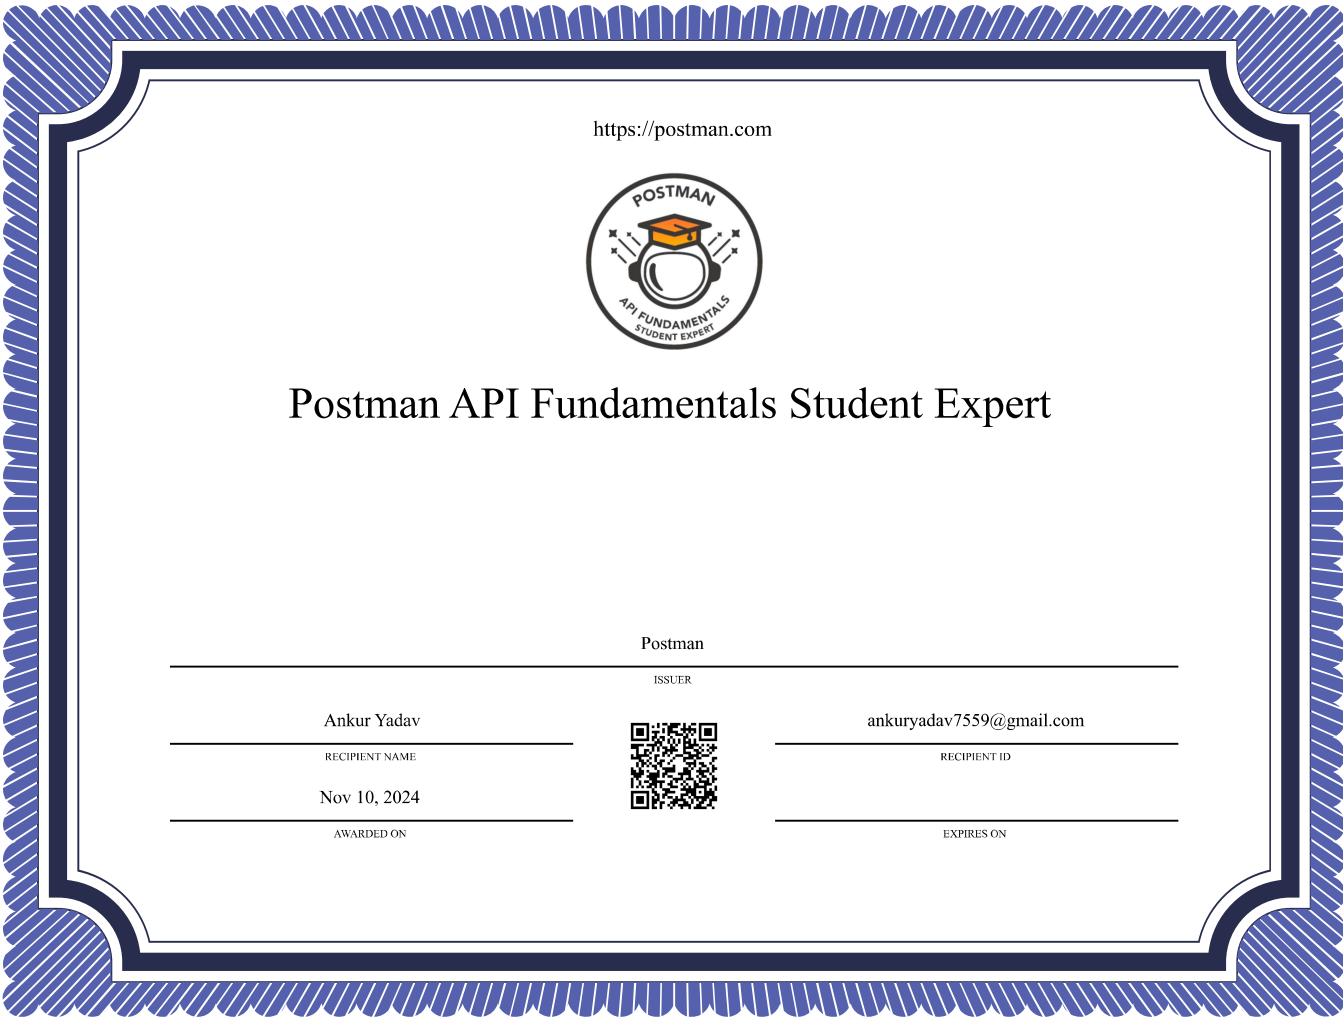 https://postman.com
POSTMAN
API FUNDAMENTALS
STUDENT EXPERT
Postman API Fundamentals Student Expert
Postman
ISSUER
Ankur Yadav
ankuryadav7559@gmail.com
RECIPIENT NAME
RECIPIENT ID
Nov 10, 2024
AWARDED ON
EXPIRES ON